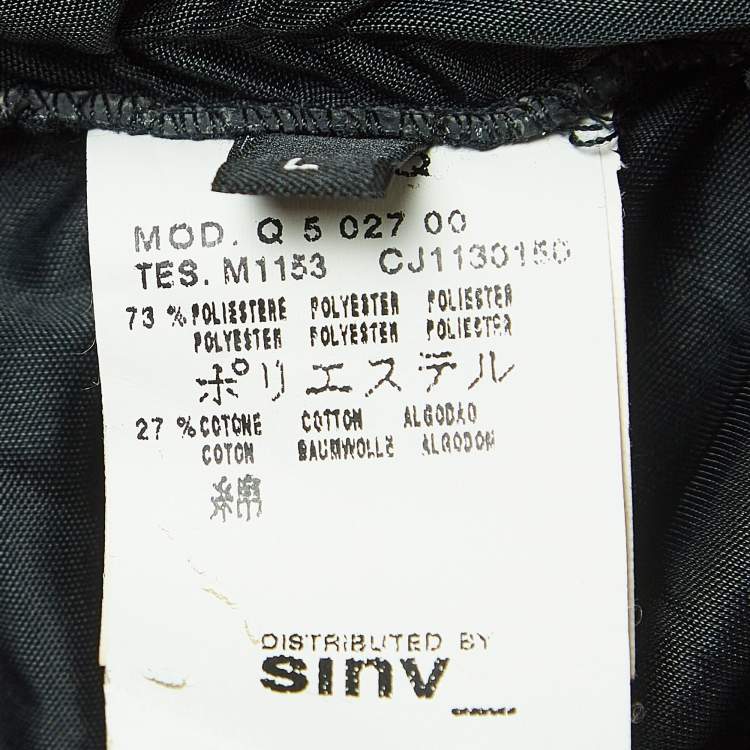 MOD. Q 5 027 00
TES. M1153 CJ1130150
73 % POLIESTERE POLYESTER POLIESTER
POLYESTER POLYESTER POLIESTER
ポリエステル
27 % COTONE COTTON ALGODAO
COTON BAUMWOLLE ALGODON
綿
DISTRIBUTED BY
sinv